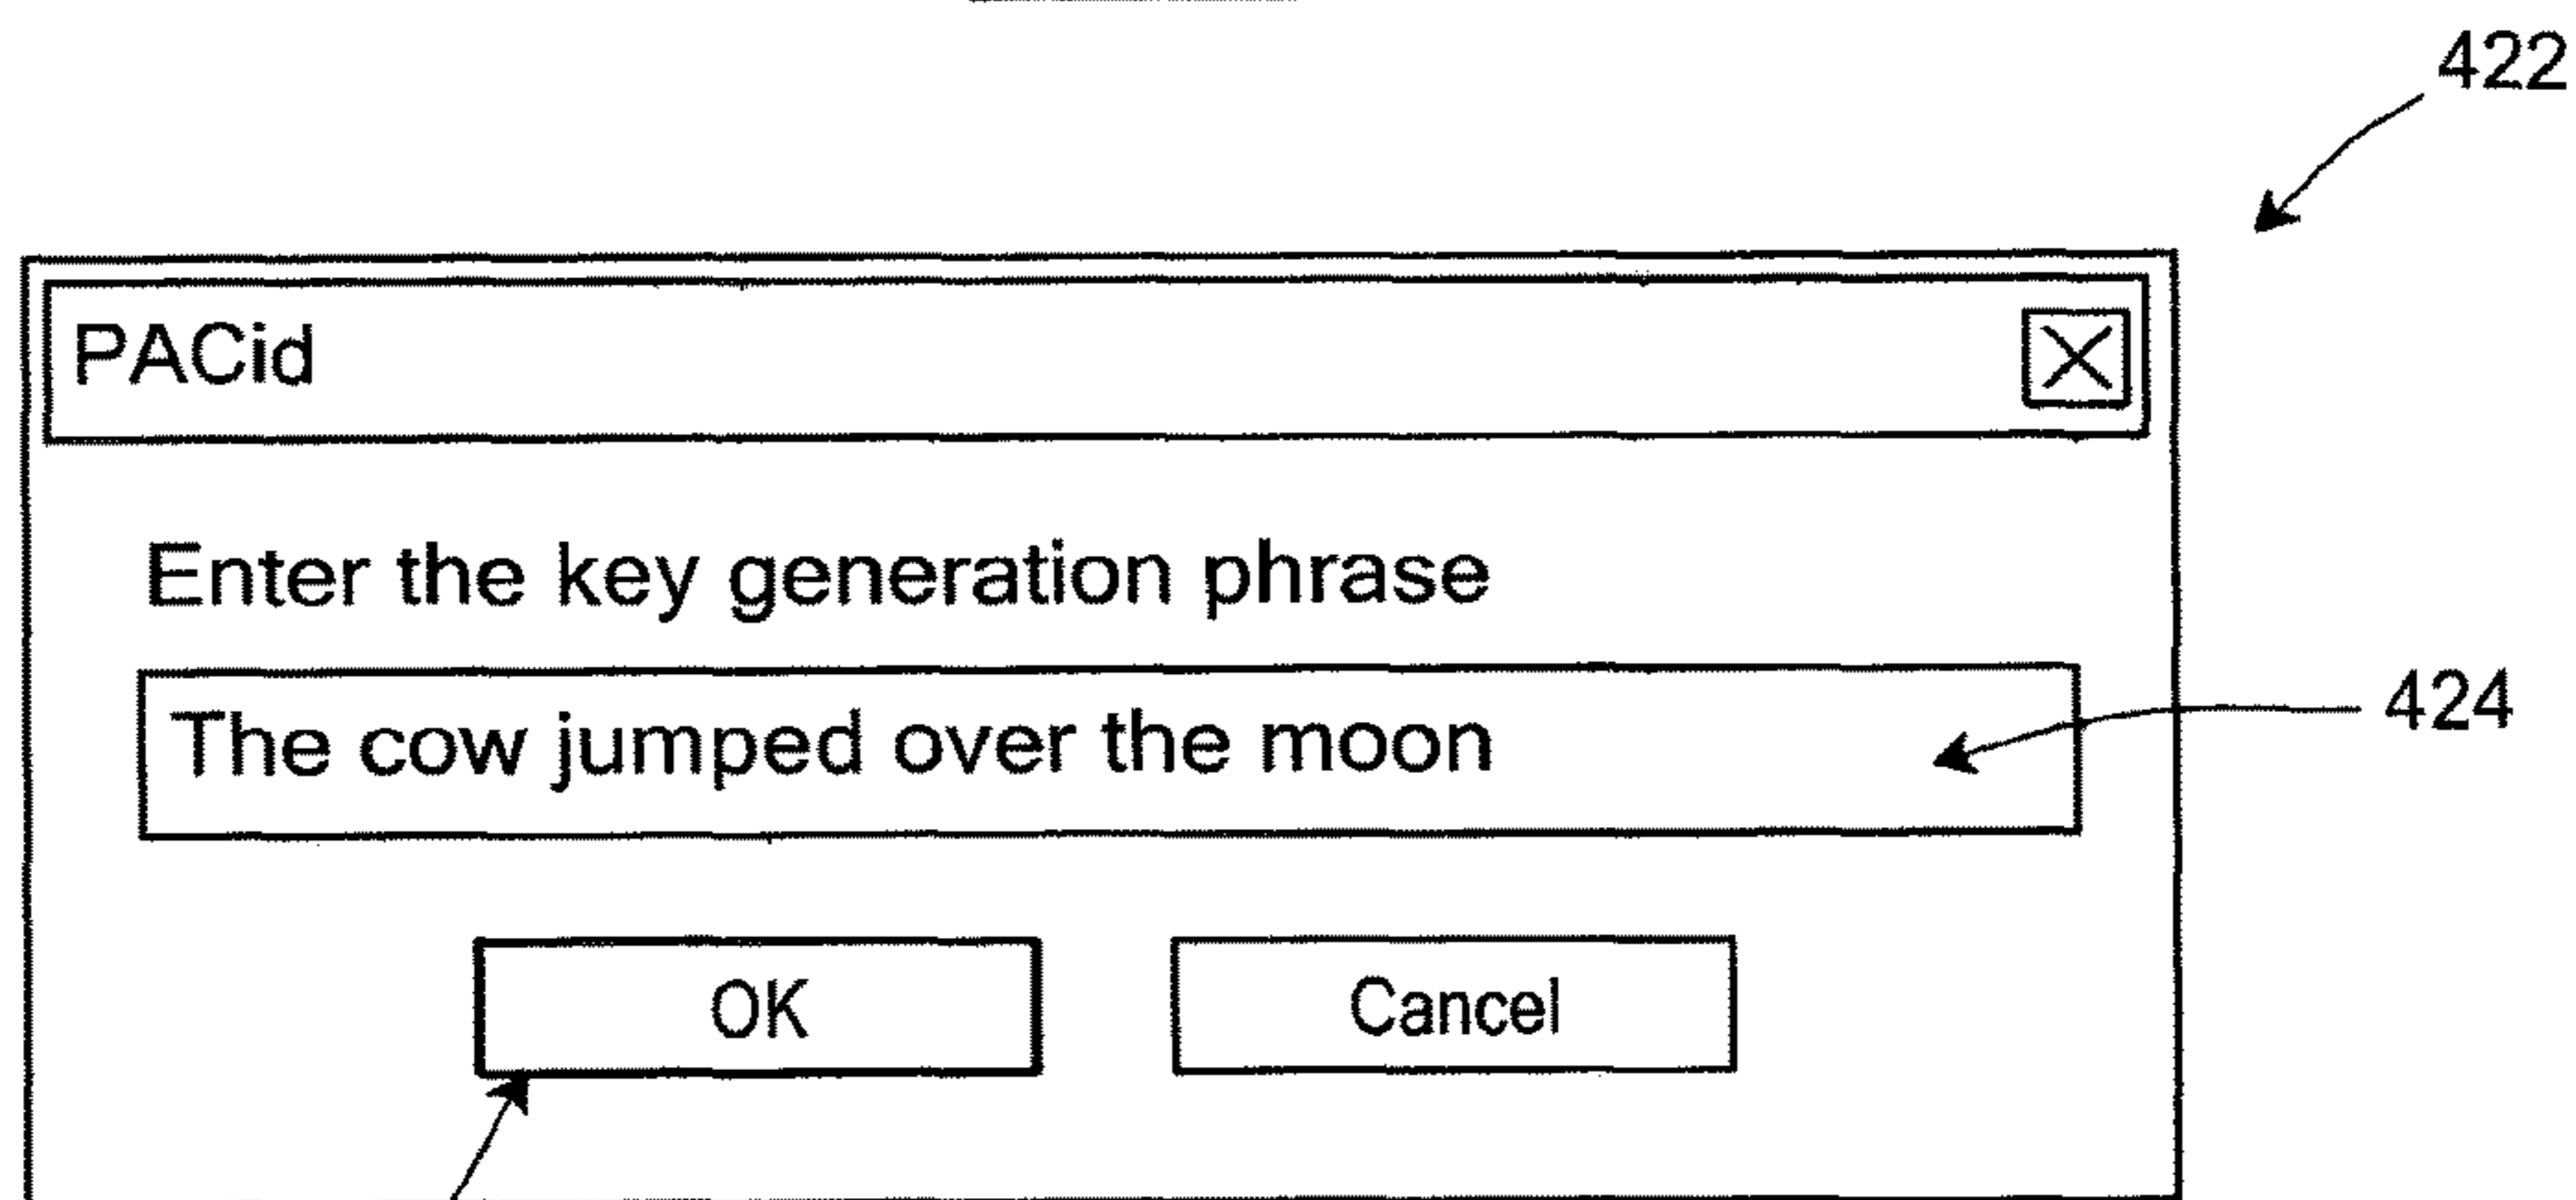 422
PACid
Enter the key generation phrase
The cow jumped over the moon
424
OK
Cancel